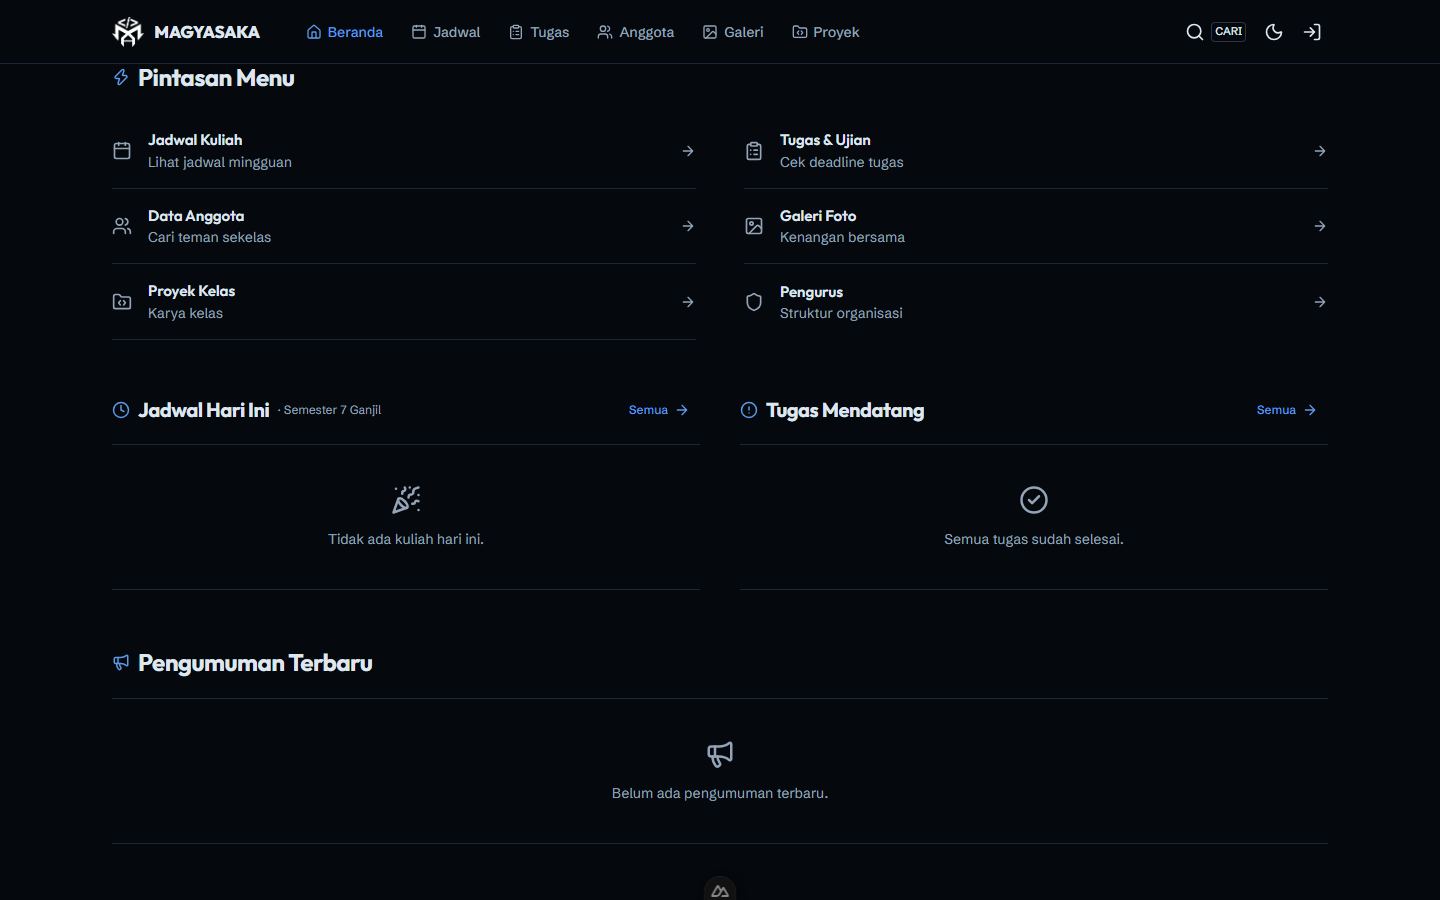 MAGYASAKA
Beranda
Jadwal
Tugas
Anggota
Galeri
Proyek
CARI
Pintasan Menu
Jadwal Kuliah
Lihat jadwal mingguan
Tugas & Ujian
Cek deadline tugas
Data Anggota
Cari teman sekelas
Galeri Foto
Kenangan bersama
Proyek Kelas
Karya kelas
Pengurus
Struktur organisasi
Jadwal Hari Ini · Semester 7 Ganjil
Semua
Tidak ada kuliah hari ini.
Tugas Mendatang
Semua
Semua tugas sudah selesai.
Pengumuman Terbaru
Belum ada pengumuman terbaru.